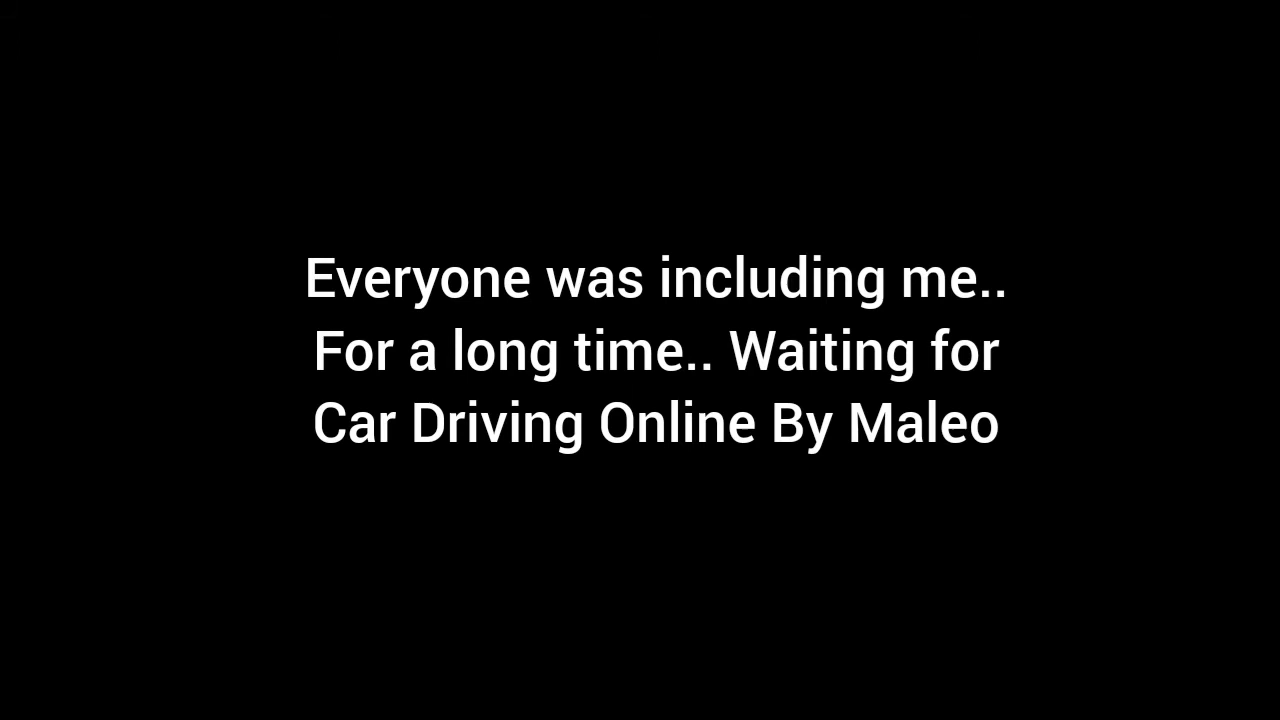 Everyone was including me..
For a long time.. Waiting for
Car Driving Online By Maleo